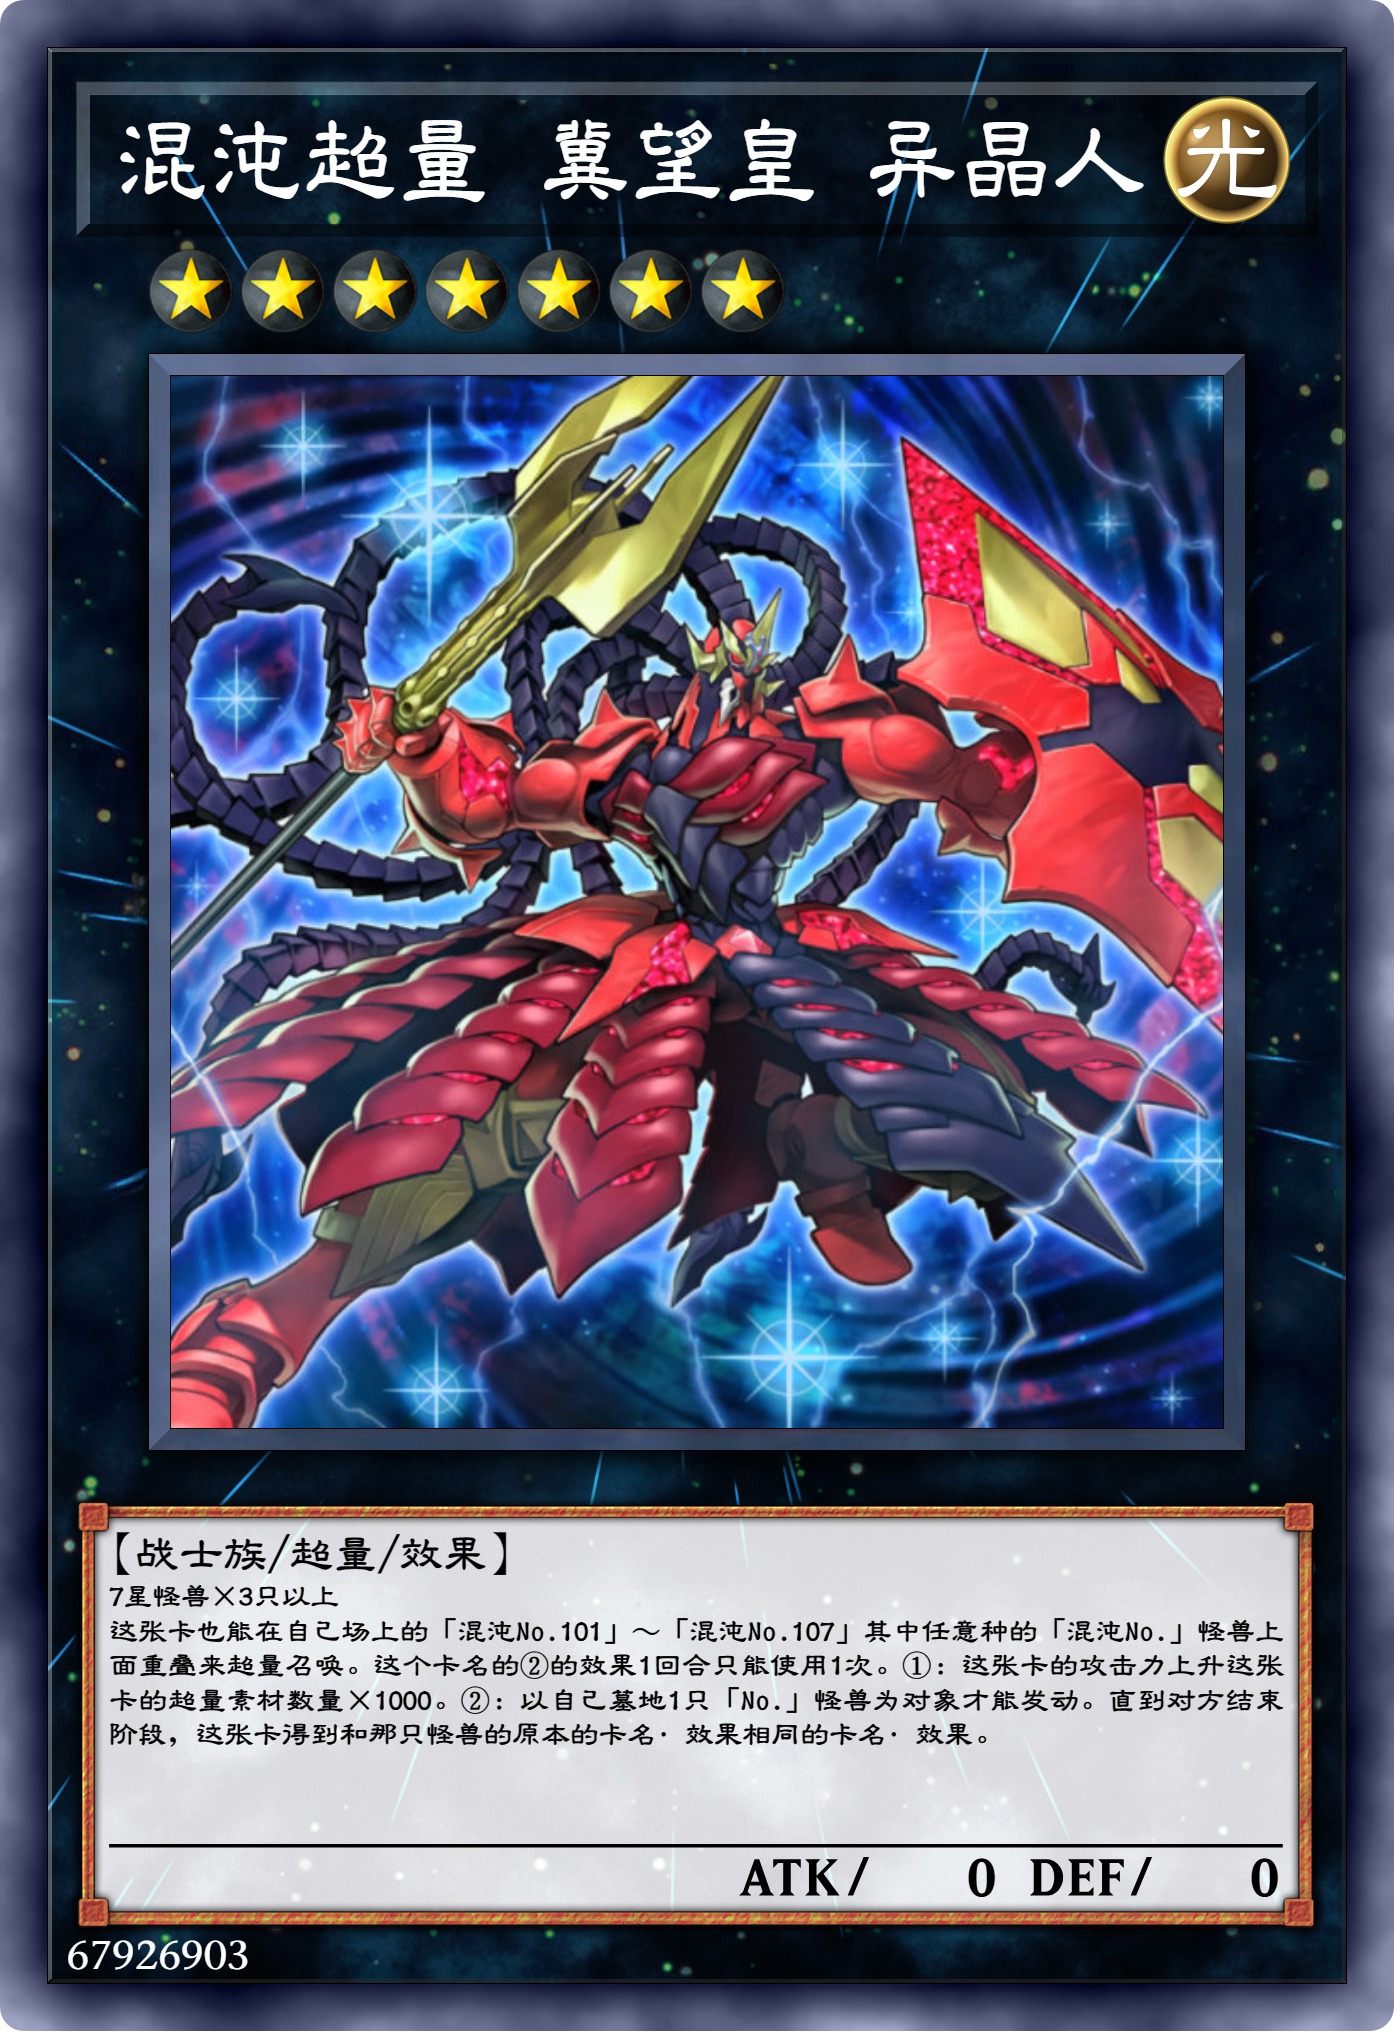 混沌超量 冀望皇 异晶人 光
【战士族/超量/效果】
7星怪兽×3只以上
这张卡也能在自己场上的「混沌No.101」～「混沌No.107」其中任意种的「混沌No.」怪兽上
面重叠来超量召唤。这个卡名的②的效果1回合只能使用1次。①：这张卡的攻击力上升这张
卡的超量素材数量×1000。②：以自己墓地1只「No.」怪兽为对象才能发动。直到对方结束
阶段，这张卡得到和那只怪兽的原本的卡名·效果相同的卡名·效果。
ATK/ 0 DEF/ 0
67926903